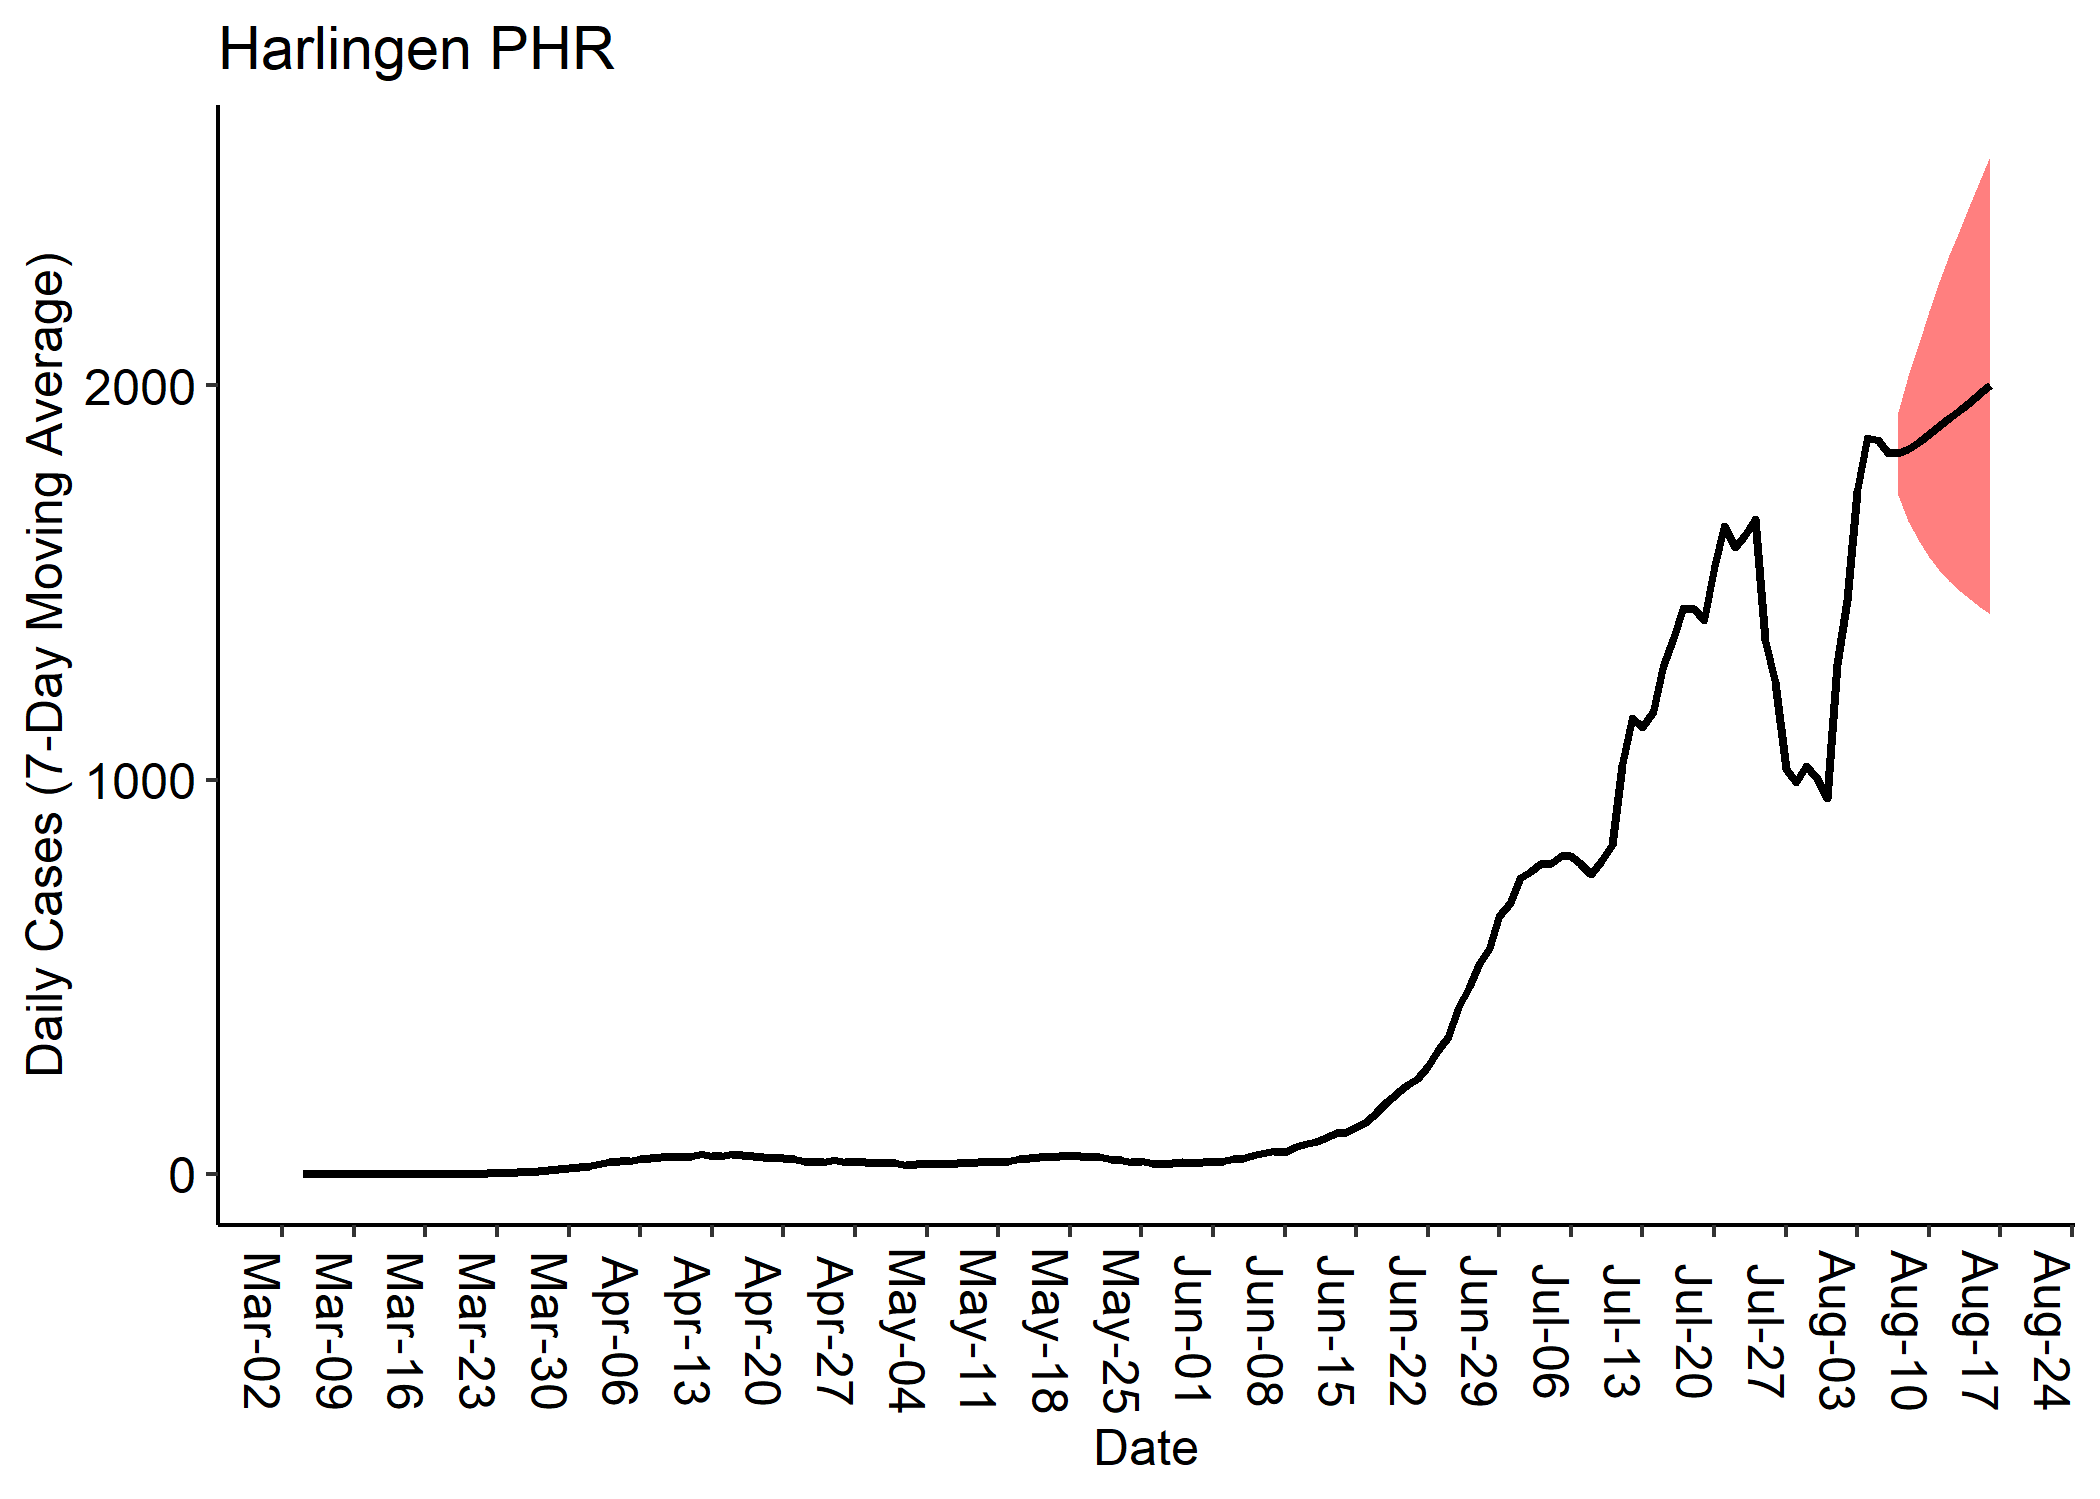 Harlingen PHR
Daily Cases (7-Day Moving Average)
2000
1000
0
Mar-02
Mar-09
Mar-16
Mar-23
Mar-30
Apr-06
Apr-13
Apr-20
Apr-27
May-04
May-11
May-18
May-25
Jun-01
Jun-08
Jun-15
Jun-22
Jun-29
Jul-06
Jul-13
Jul-20
Jul-27
Aug-03
Aug-10
Aug-17
Aug-24
Date